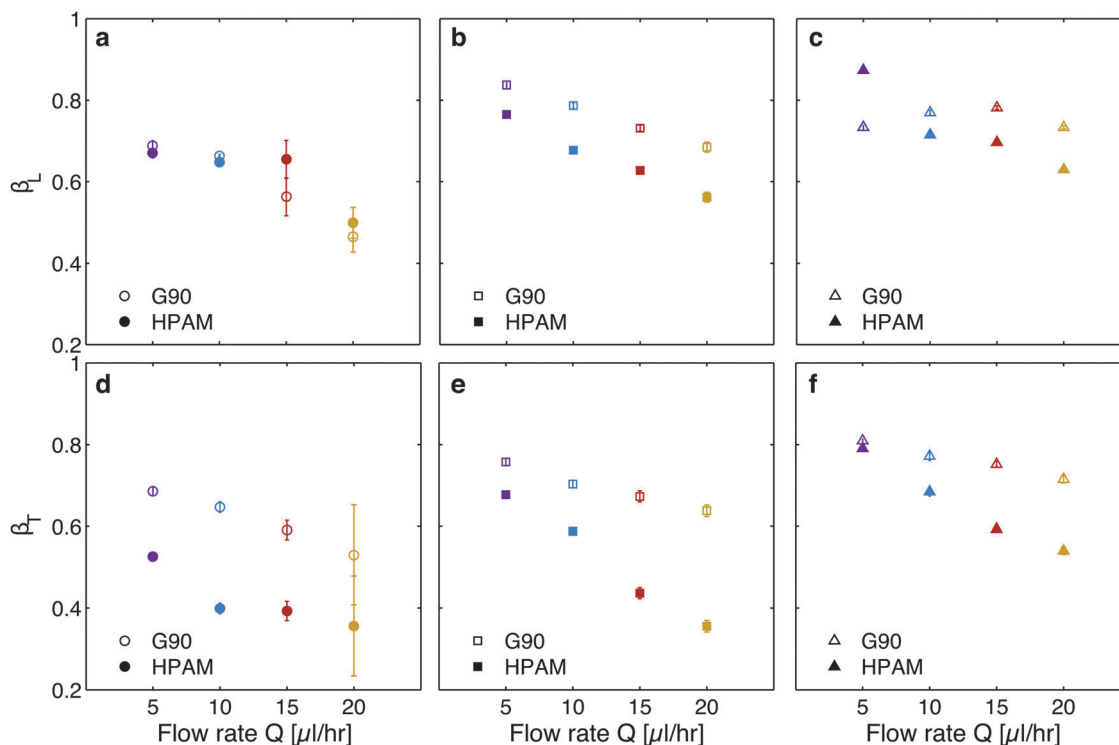 1
a
b
c
0.8
0.6
0.4
0.2
β_L
G90
HPAM
G90
HPAM
G90
HPAM
1
d
e
f
0.8
0.6
0.4
0.2
β_T
G90
HPAM
G90
HPAM
G90
HPAM
5 10 15 20
5 10 15 20
5 10 15 20
Flow rate Q [µl/hr]
Flow rate Q [µl/hr]
Flow rate Q [µl/hr]